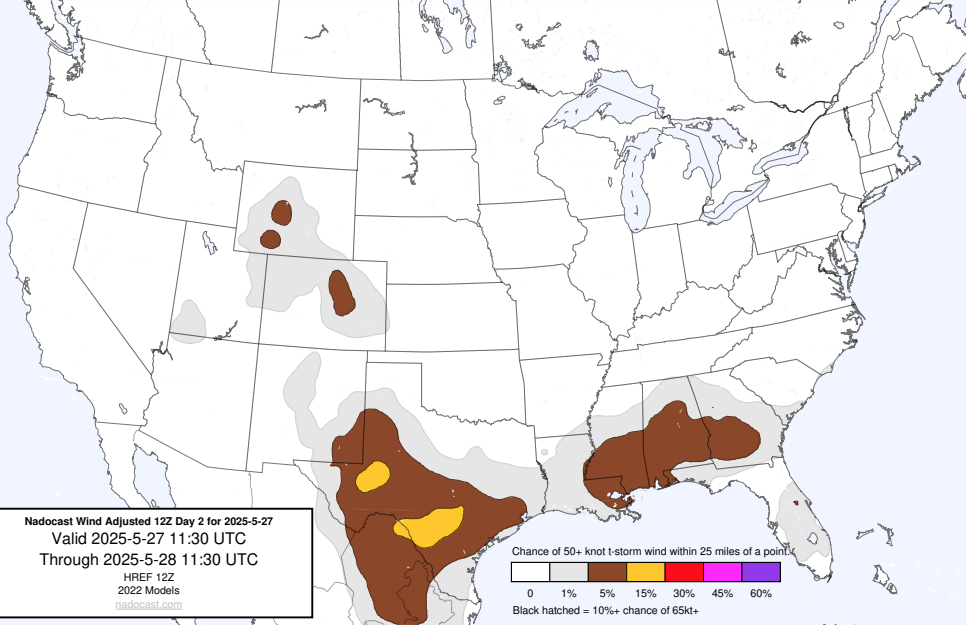 Nadocast Wind Adjusted 12Z Day 2 for 2025-5-27
Valid 2025-5-27 11:30 UTC
Through 2025-5-28 11:30 UTC
HREF 12Z
2022 Models
nadocast.com
Chance of 50+ knot t-storm wind within 25 miles of a point.
0 1% 5% 15% 30% 45% 60%
Black hatched = 10%+ chance of 65kt+